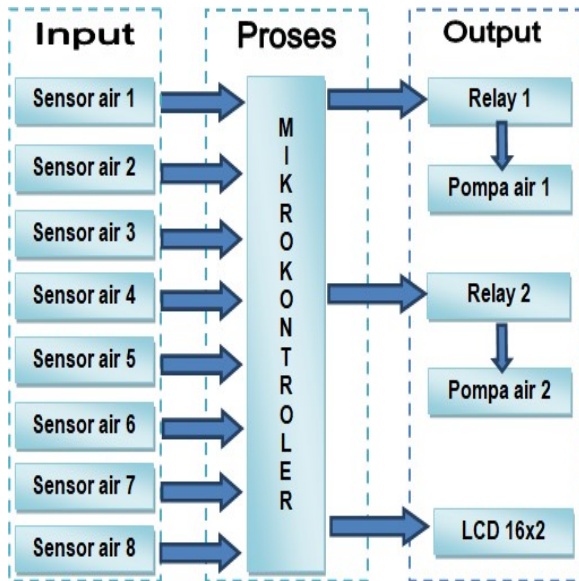 Input
Sensor air 1
Sensor air 2
Sensor air 3
Sensor air 4
Sensor air 5
Sensor air 6
Sensor air 7
Sensor air 8
Proses
MIKROKONTROLER
Output
Relay 1
Pompa air 1
Relay 2
Pompa air 2
LCD 16x2